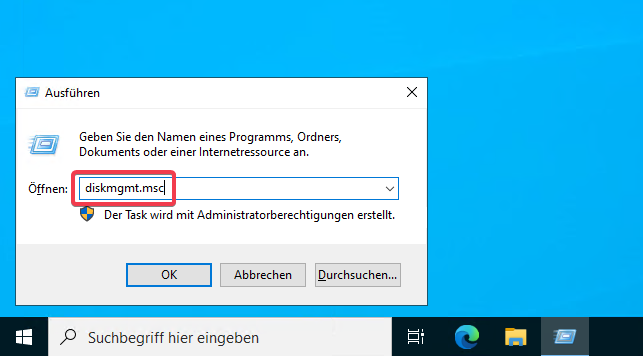 Ausführen
Geben Sie den Namen eines Programms, Ordners,
Dokuments oder einer Internetressource an.
Öffnen: diskmgmt.msc
Der Task wird mit Administratorberechtigungen erstellt.
OK Abbrechen Durchsuchen...
Suchbegriff hier eingeben